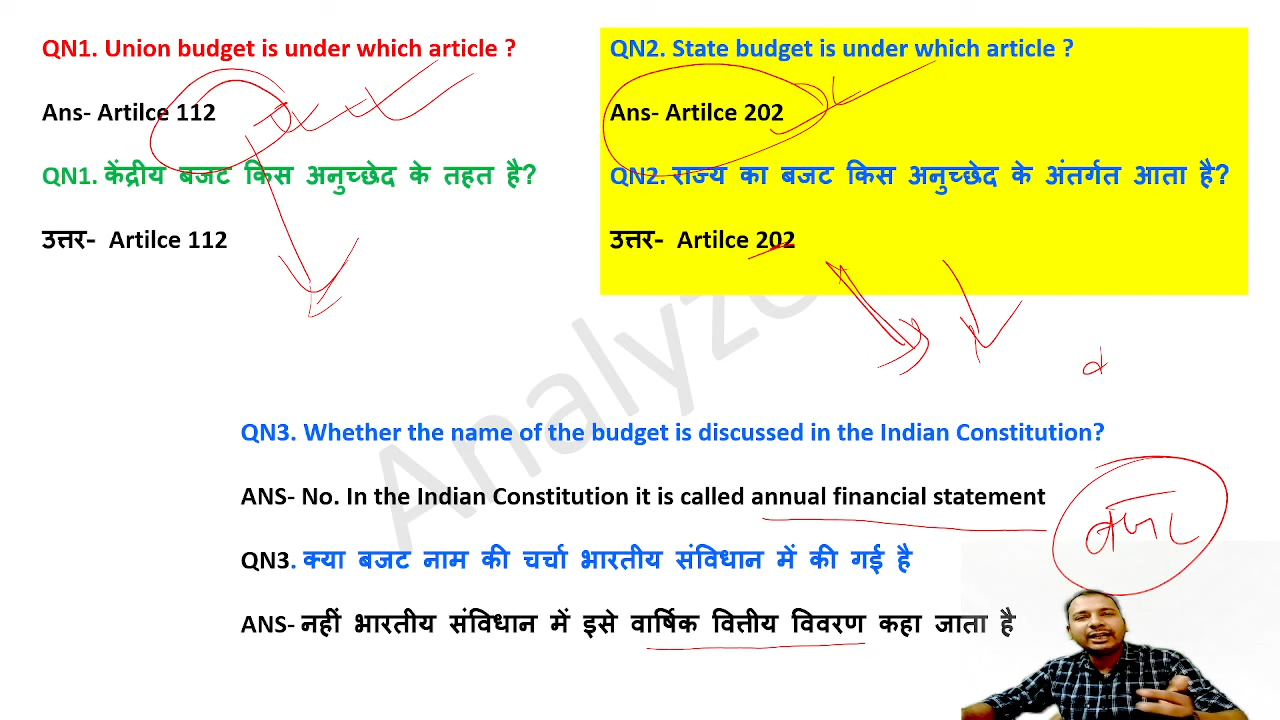 QN1. Union budget is under which article ?
Ans- Artilce 112
QN1. केंद्रीय बजट किस अनुच्छेद के तहत है?
उत्तर- Artilce 112
QN2. State budget is under which article ?
Ans- Artilce 202
QN2. राज्य का बजट किस अनुच्छेद के अंतर्गत आता है?
उत्तर- Artilce 202
QN3. Whether the name of the budget is discussed in the Indian Constitution?
ANS- No. In the Indian Constitution it is called annual financial statement
QN3. क्या बजट नाम की चर्चा भारतीय संविधान में की गई है
ANS- नहीं भारतीय संविधान में इसे वार्षिक वित्तीय विवरण कहा जाता है
बजट